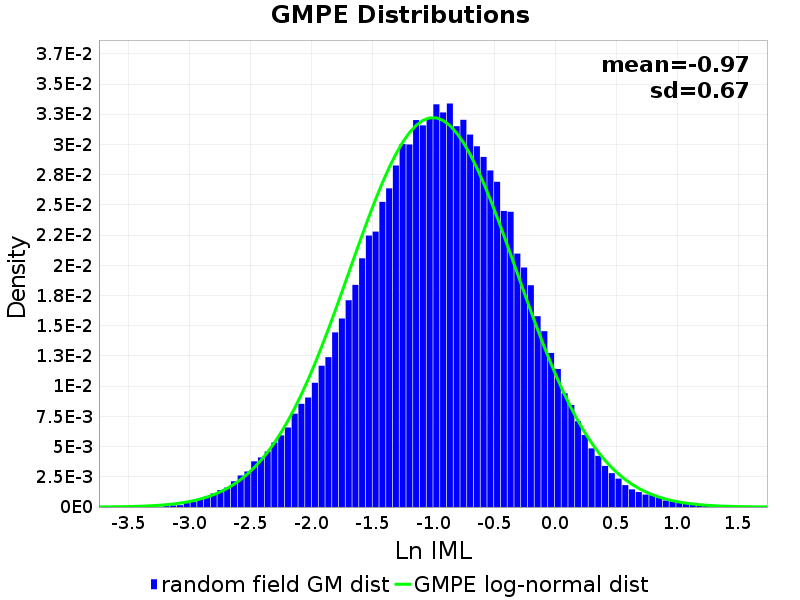 GMPE Distributions
mean=-0.97
sd=0.67
3.7E-2
3.5E-2
3.3E-2
3E-2
2.8E-2
2.5E-2
2.2E-2
2E-2
1.8E-2
1.5E-2
1.3E-2
1E-2
7.5E-3
5E-3
2.5E-3
0E0
Density
-3.5 -3.0 -2.5 -2.0 -1.5 -1.0 -0.5 0.0 0.5 1.0 1.5
Ln IML
random field GM dist GMPE log-normal dist